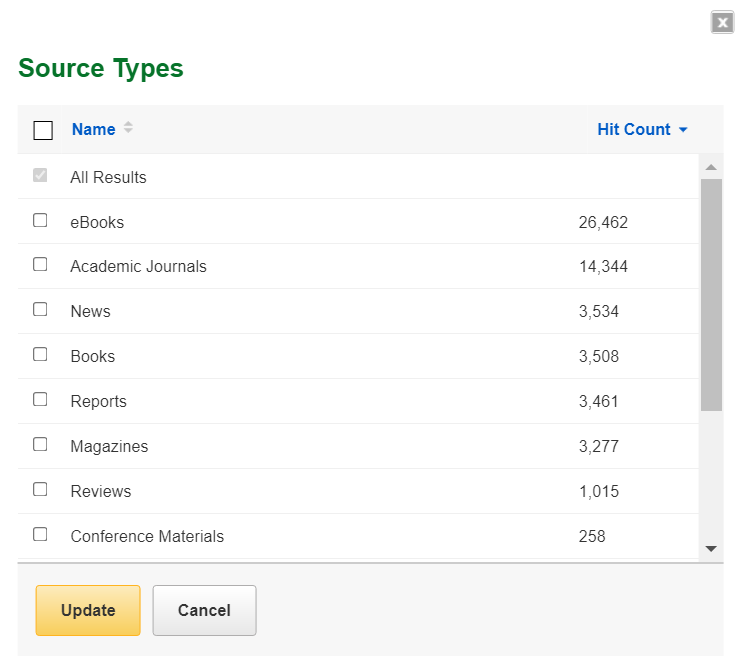 Source Types
Name Hit Count
All Results
eBooks 26,462
Academic Journals 14,344
News 3,534
Books 3,508
Reports 3,461
Magazines 3,277
Reviews 1,015
Conference Materials 258
Update Cancel